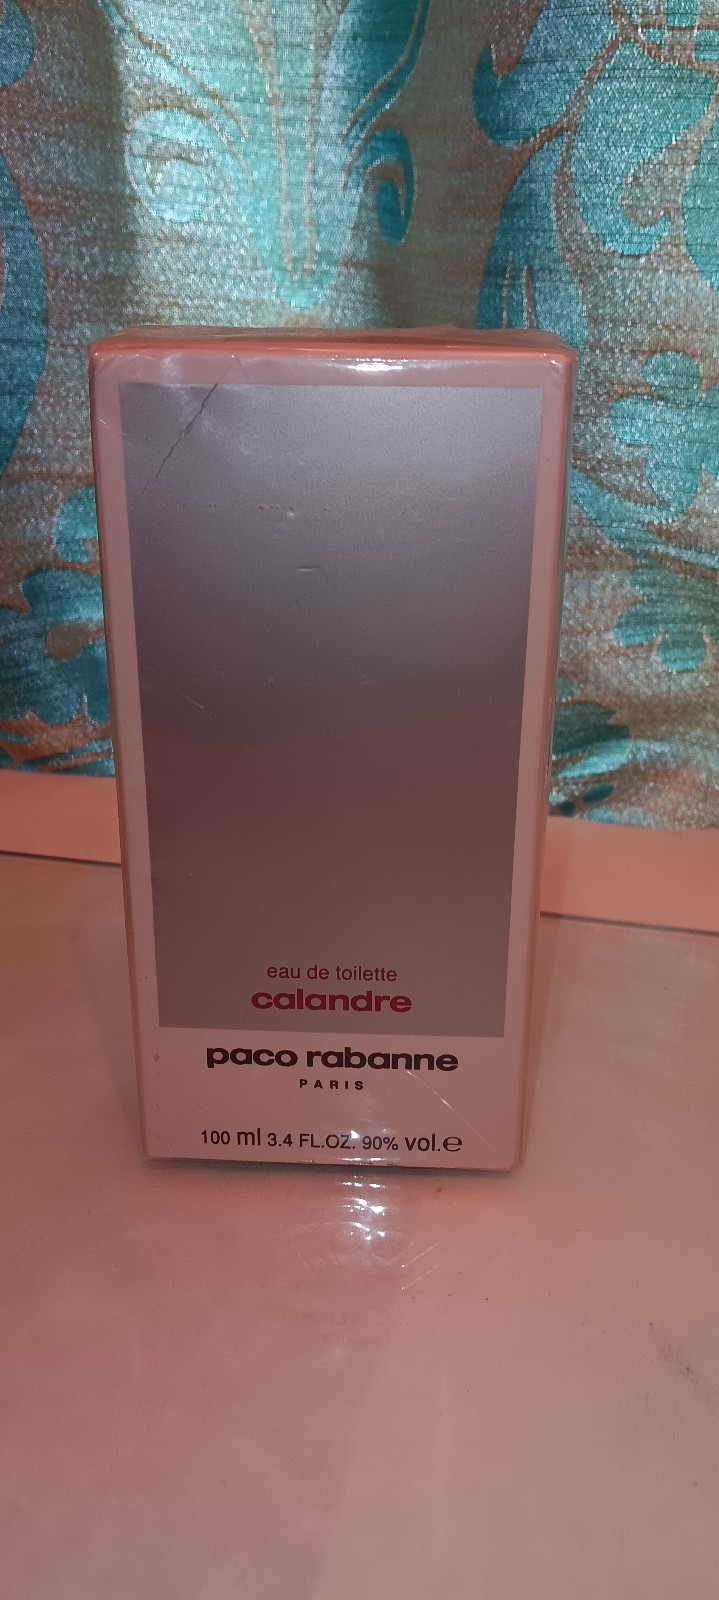 eau de toilette
calandre
paco rabanne
PARIS
100 ml 3.4 FL.OZ. 90% vol.℮